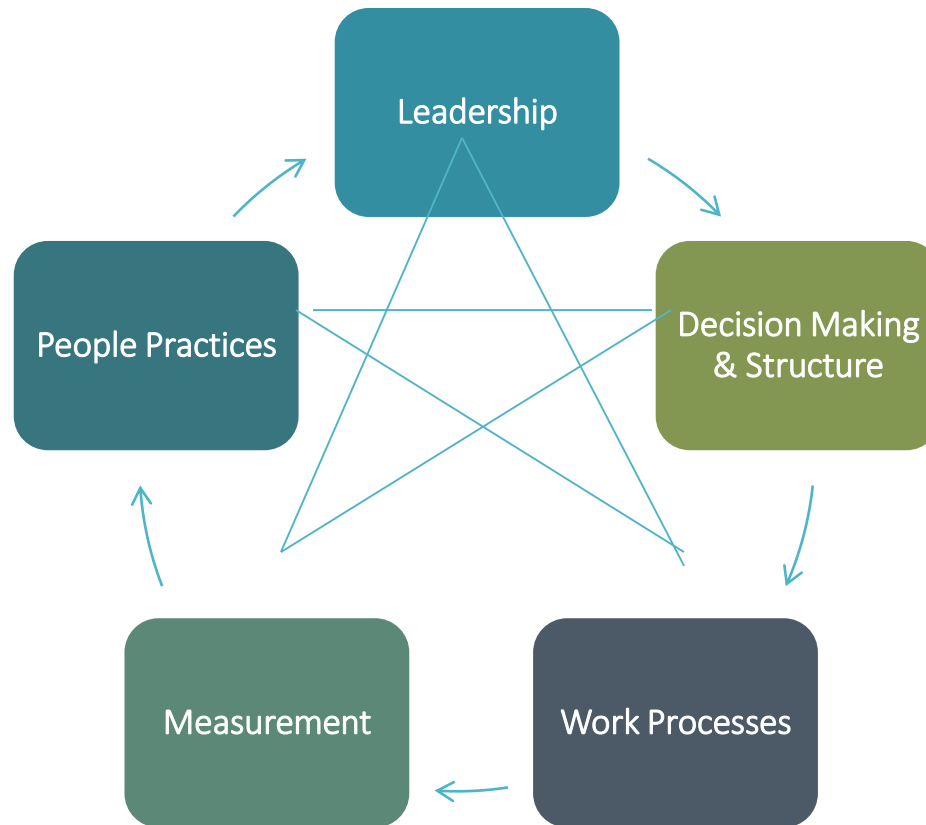 Leadership
People Practices
Decision Making
& Structure
Measurement
Work Processes